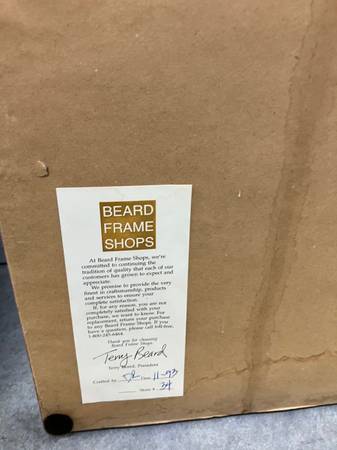 BEARD
FRAME
SHOPS
At Beard Frame Shops, we're
committed to continuing the
tradition of quality that each of our
customers has grown to expect and
appreciate.
We promise to provide the very
finest in craftsmanship, products
and services to ensure your
complete satisfaction.
If, for any reason, you are not
completely satisfied with your
purchase, we want to know. For
replacement, return your purchase
to any Beard Frame Shops. If you
have a question, please call toll-free,
1-800-245-6464.
Thank you for choosing
Beard Frame Shops
Terry Beard
Terry Beard, President
Crafted by Date 11-93
Store # 34